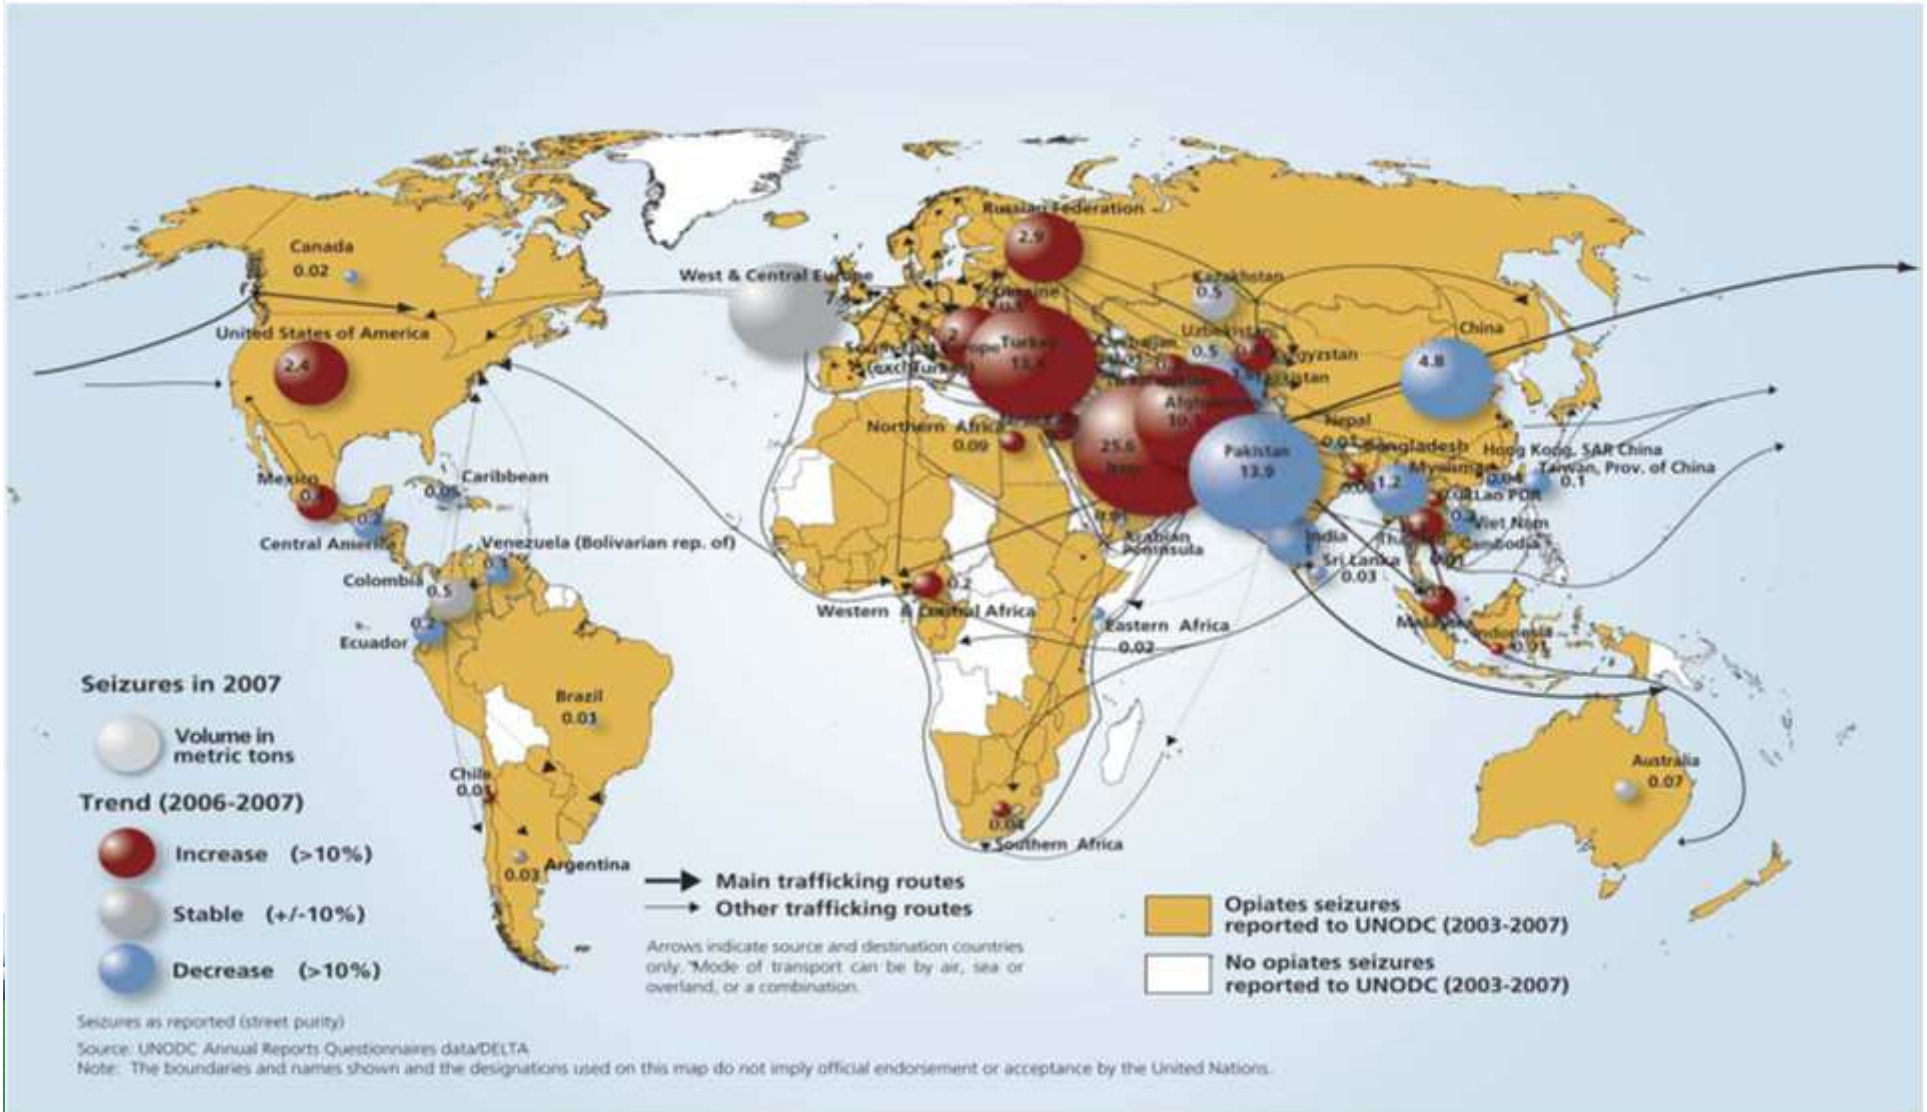 Russian Federation
2.9
Canada
0.02
West & Central Europe
Kazakhstan
0.5
United States of America
2.4
China
4.8
Uzbekistan
0.5
Turkey
Northern Africa
0.09
25.6
Pakistan
13.9
Nepal
Bangladesh
Hong Kong, SAR China
Myanmar
1.2
0.04
Taiwan, Prov. of China
0.1
Lao PDR
Viet Nam
Cambodia
Mexico
Caribbean
0.05
Central America
Venezuela (Bolivarian rep. of)
Colombia
0.5
0.2
Ecuador
Arabian
Peninsula
India
Sri Lanka
0.03
0.2
Western & Central Africa
Eastern Africa
0.02
Malaysia
Indonesia
Brazil
0.01
Chile
Argentina
0.03
0.04
Southern Africa
Australia
0.07
Seizures in 2007
Volume in
metric tons
Trend (2006-2007)
Increase (>10%)
Stable (+/-10%)
Decrease (>10%)
Main trafficking routes
Other trafficking routes
Arrows indicate source and destination countries
only. "Mode of transport can be by air, sea or
overland, or a combination.
Opiates seizures
reported to UNODC (2003-2007)
No opiates seizures
reported to UNODC (2003-2007)
Seizures as reported (street purity)
Source: UNODC Annual Reports Questionnaires data/DELTA
Note: The boundaries and names shown and the designations used on this map do not imply official endorsement or acceptance by the United Nations.